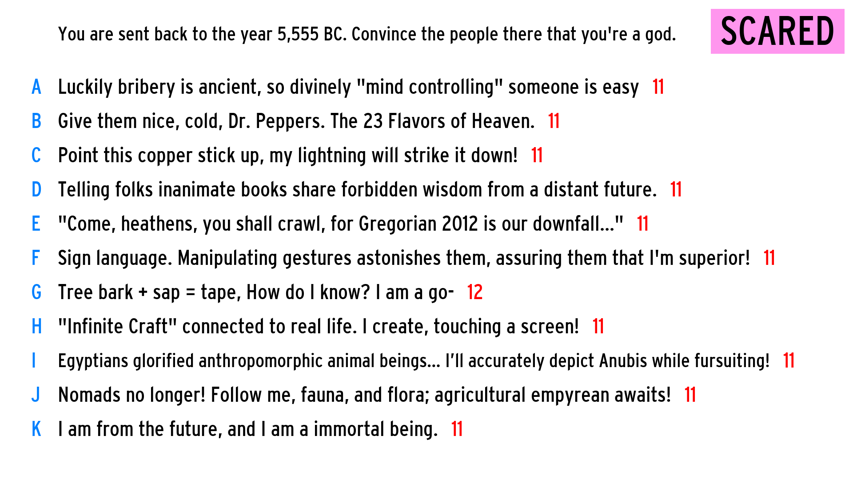 You are sent back to the year 5,555 BC. Convince the people there that you're a god.
SCARED
A Luckily bribery is ancient, so divinely "mind controlling" someone is easy 11
B Give them nice, cold, Dr. Peppers. The 23 Flavors of Heaven. 11
C Point this copper stick up, my lightning will strike it down! 11
D Telling folks inanimate books share forbidden wisdom from a distant future. 11
E "Come, heathens, you shall crawl, for Gregorian 2012 is our downfall..." 11
F Sign language. Manipulating gestures astonishes them, assuring them that I'm superior! 11
G Tree bark + sap = tape, How do I know? I am a go- 12
H "Infinite Craft" connected to real life. I create, touching a screen! 11
I Egyptians glorified anthropomorphic animal beings... I'll accurately depict Anubis while fursuiting! 11
J Nomads no longer! Follow me, fauna, and flora; agricultural empyrean awaits! 11
K I am from the future, and I am a immortal being. 11